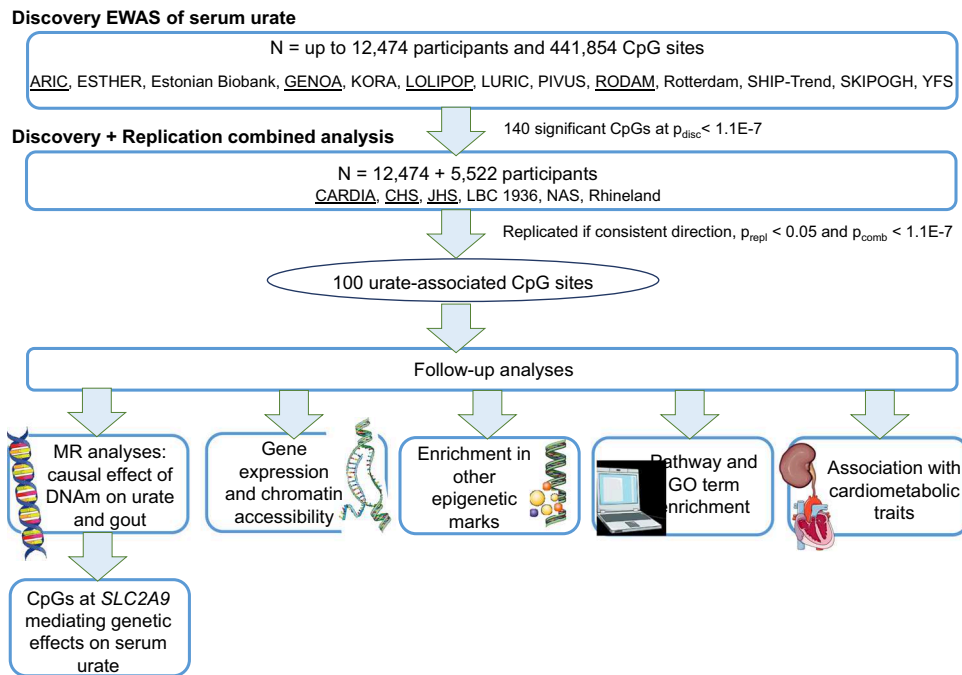 Discovery EWAS of serum urate
N = up to 12,474 participants and 441,854 CpG sites
ARIC, ESTHER, Estonian Biobank, GENOA, KORA, LOLIPOP, LURIC, PIVUS, RODAM, Rotterdam, SHIP-Trend, SKIPOGH, YFS
140 significant CpGs at pdisc< 1.1E-7
Discovery + Replication combined analysis
N = 12,474 + 5,522 participants
CARDIA, CHS, JHS, LBC 1936, NAS, Rhineland
Replicated if consistent direction, prepl < 0.05 and pcomb < 1.1E-7
100 urate-associated CpG sites
Follow-up analyses
MR analyses:
causal effect of
DNAm on urate
and gout
Gene
expression
and chromatin
accessibility
Enrichment in
other
epigenetic
marks
Pathway and
GO term
enrichment
Association with
cardiometabolic
traits
CpGs at SLC2A9
mediating genetic
effects on serum
urate